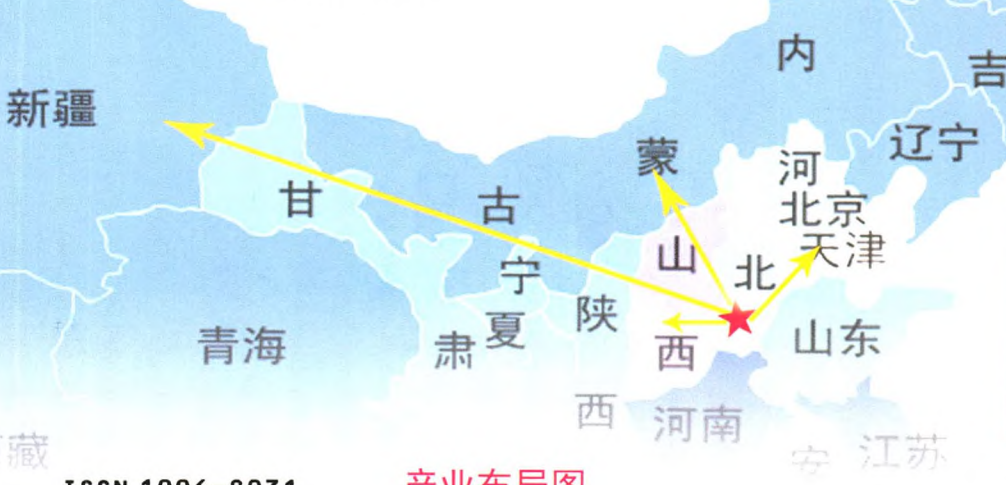 内
吉
新疆
辽宁
蒙
河
甘
古
北京
天津
山
北
宁
陕
夏
山东
青海
肃
西
西
河南
藏
安
江苏
产业布局图